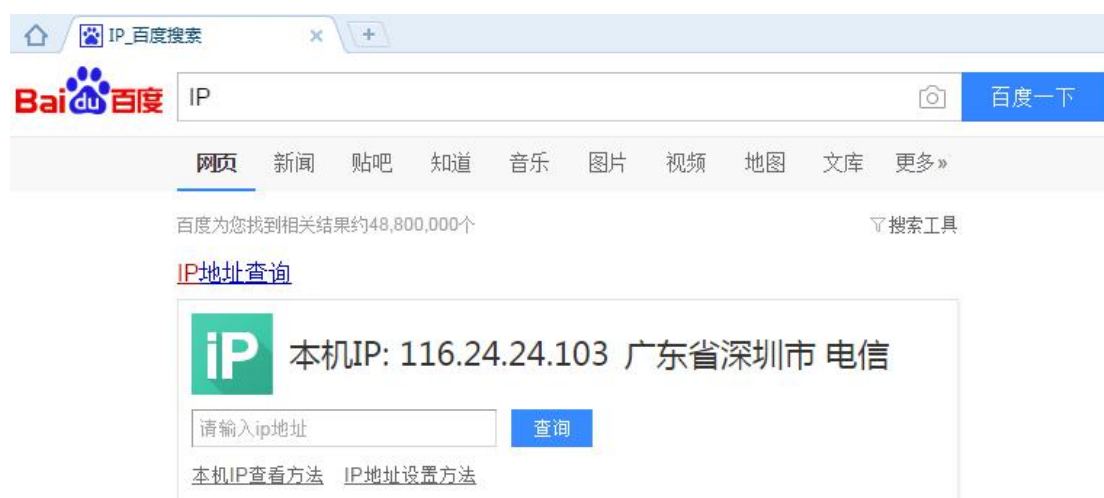 IP_百度搜索 × +
Bai du 百度 IP 百度一下
网页 新闻 贴吧 知道 音乐 图片 视频 地图 文库 更多»
百度为您找到相关结果约48,800,000个 搜索工具
IP地址查询
iP 本机IP: 116.24.24.103 广东省深圳市 电信
请输入ip地址 查询
本机IP查看方法 IP地址设置方法